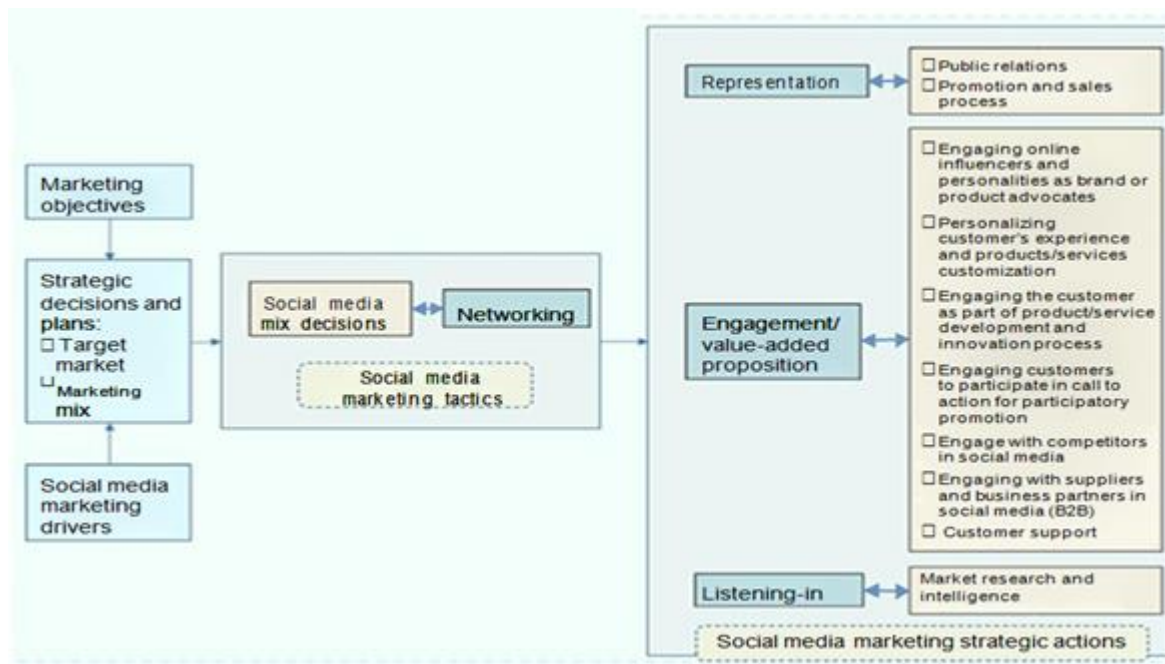 Marketing
objectives
Strategic
decisions and
plans:
☐ Target
market
☐ Marketing
mix
Social media
marketing
drivers
Social media
mix decisions
Networking
Social media
marketing tactics
Representation
☐ Public relations
☐ Promotion and sales
process
Engagement/
value-added
proposition
☐ Engaging online
influencers and
personalities as brand or
product advocates
☐ Personalizing
customer's experience
and products/services
customization
☐ Engaging the customer
as part of product/service
development and
innovation process
☐ Engaging customers
to participate in call to
action for participatory
promotion
☐ Engage with competitors
in social media
☐ Engaging with suppliers
and business partners in
social media (B2B)
☐ Customer support
Listening-in
Market research and
intelligence
Social media marketing strategic actions